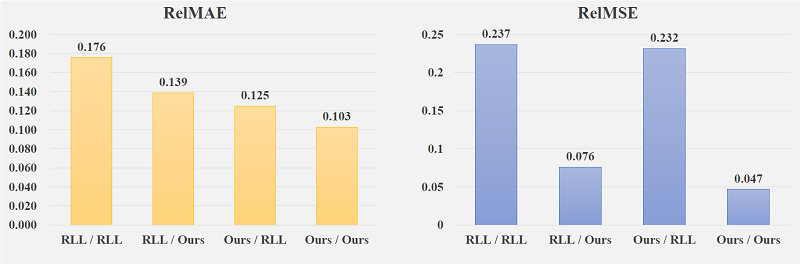 RelMAE
0.200
0.180
0.160
0.140
0.120
0.100
0.080
0.060
0.040
0.020
0.000
0.176
0.139
0.125
0.103
RLL / RLL
RLL / Ours
Ours / RLL
Ours / Ours
RelMSE
0.25
0.2
0.15
0.1
0.05
0
0.237
0.076
0.232
0.047
RLL / RLL
RLL / Ours
Ours / RLL
Ours / Ours